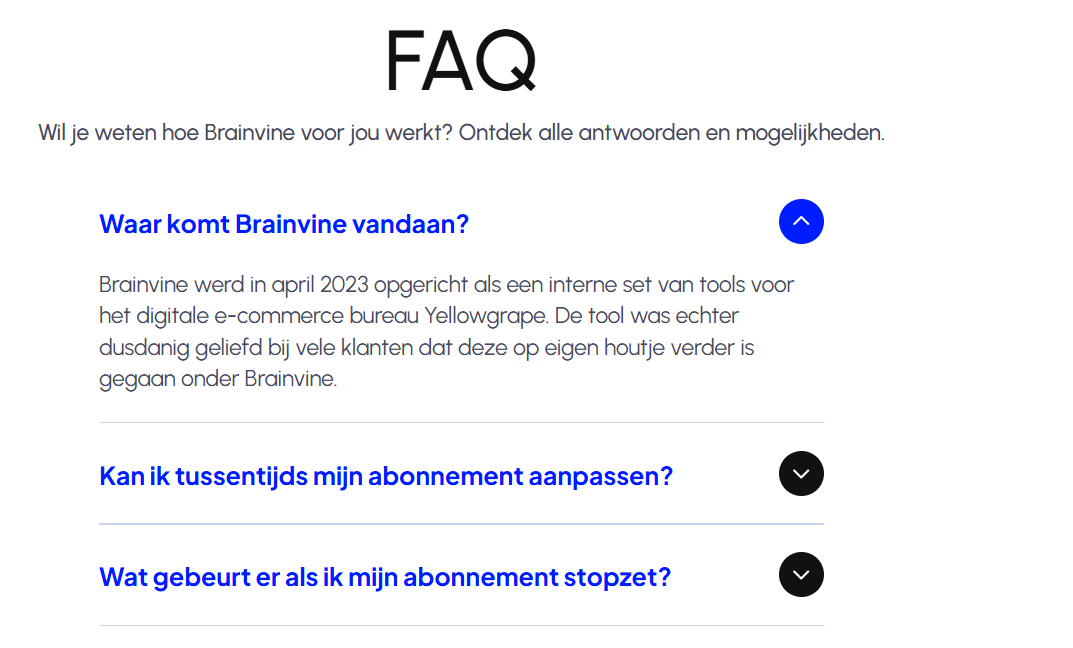 FAQ
Wil je weten hoe Brainvine voor jou werkt? Ontdek alle antwoorden en mogelijkheden.
Waar komt Brainvine vandaan?
Brainvine werd in april 2023 opgericht als een interne set van tools voor
het digitale e-commerce bureau Yellowgrape. De tool was echter
dusdanig geliefd bij vele klanten dat deze op eigen houtje verder is
gegaan onder Brainvine.
Kan ik tussentijds mijn abonnement aanpassen?
Wat gebeurt er als ik mijn abonnement stopzet?